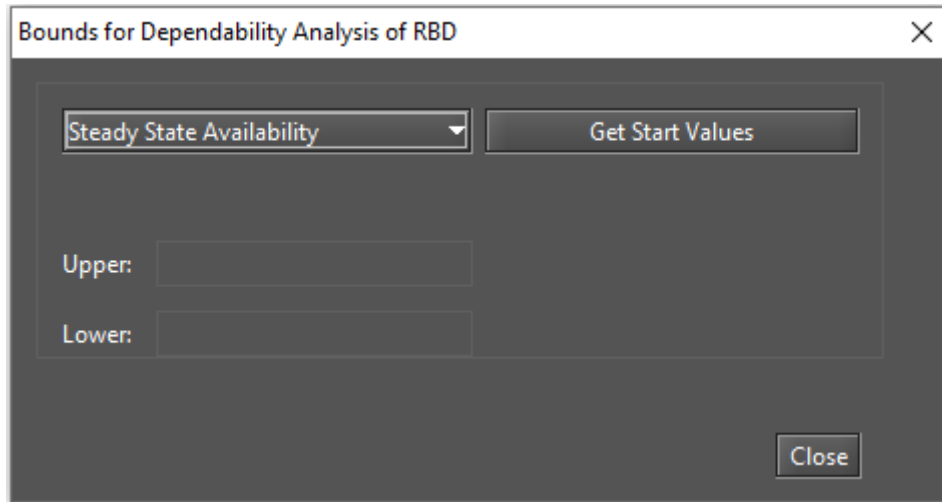 Bounds for Dependability Analysis of RBD
Steady State Availability
Get Start Values
Upper:
Lower:
Close